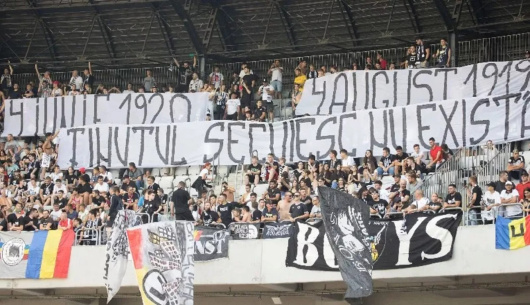 4 IUNIE 1920
4 AUGUST 1919
ȚINUTUL SECUIESC NU EXISTĂ
BOYS